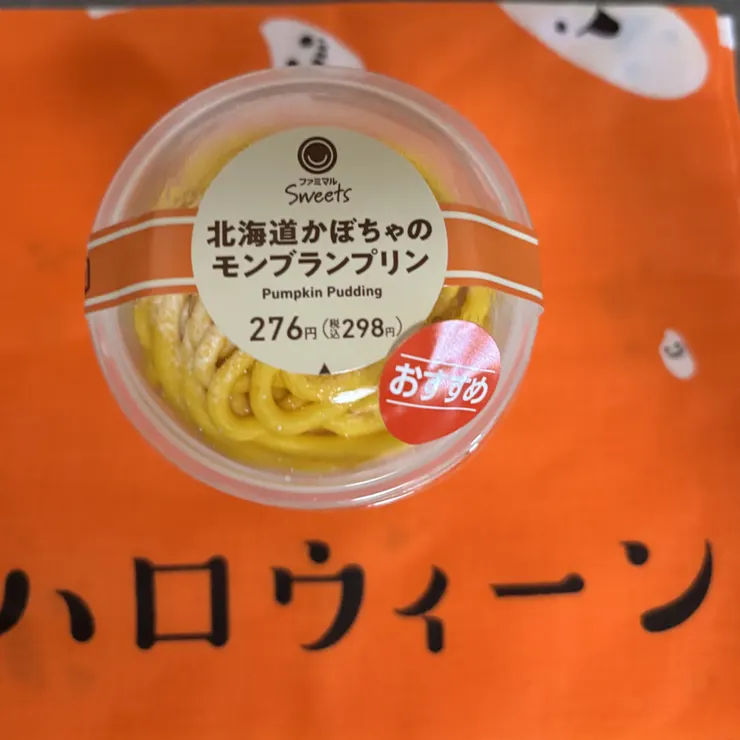 ファミマル
Sweets
北海道かぼちゃの
モンブランプリン
Pumpkin Pudding
276円(税込298円)
おすすめ
ハロウィーン